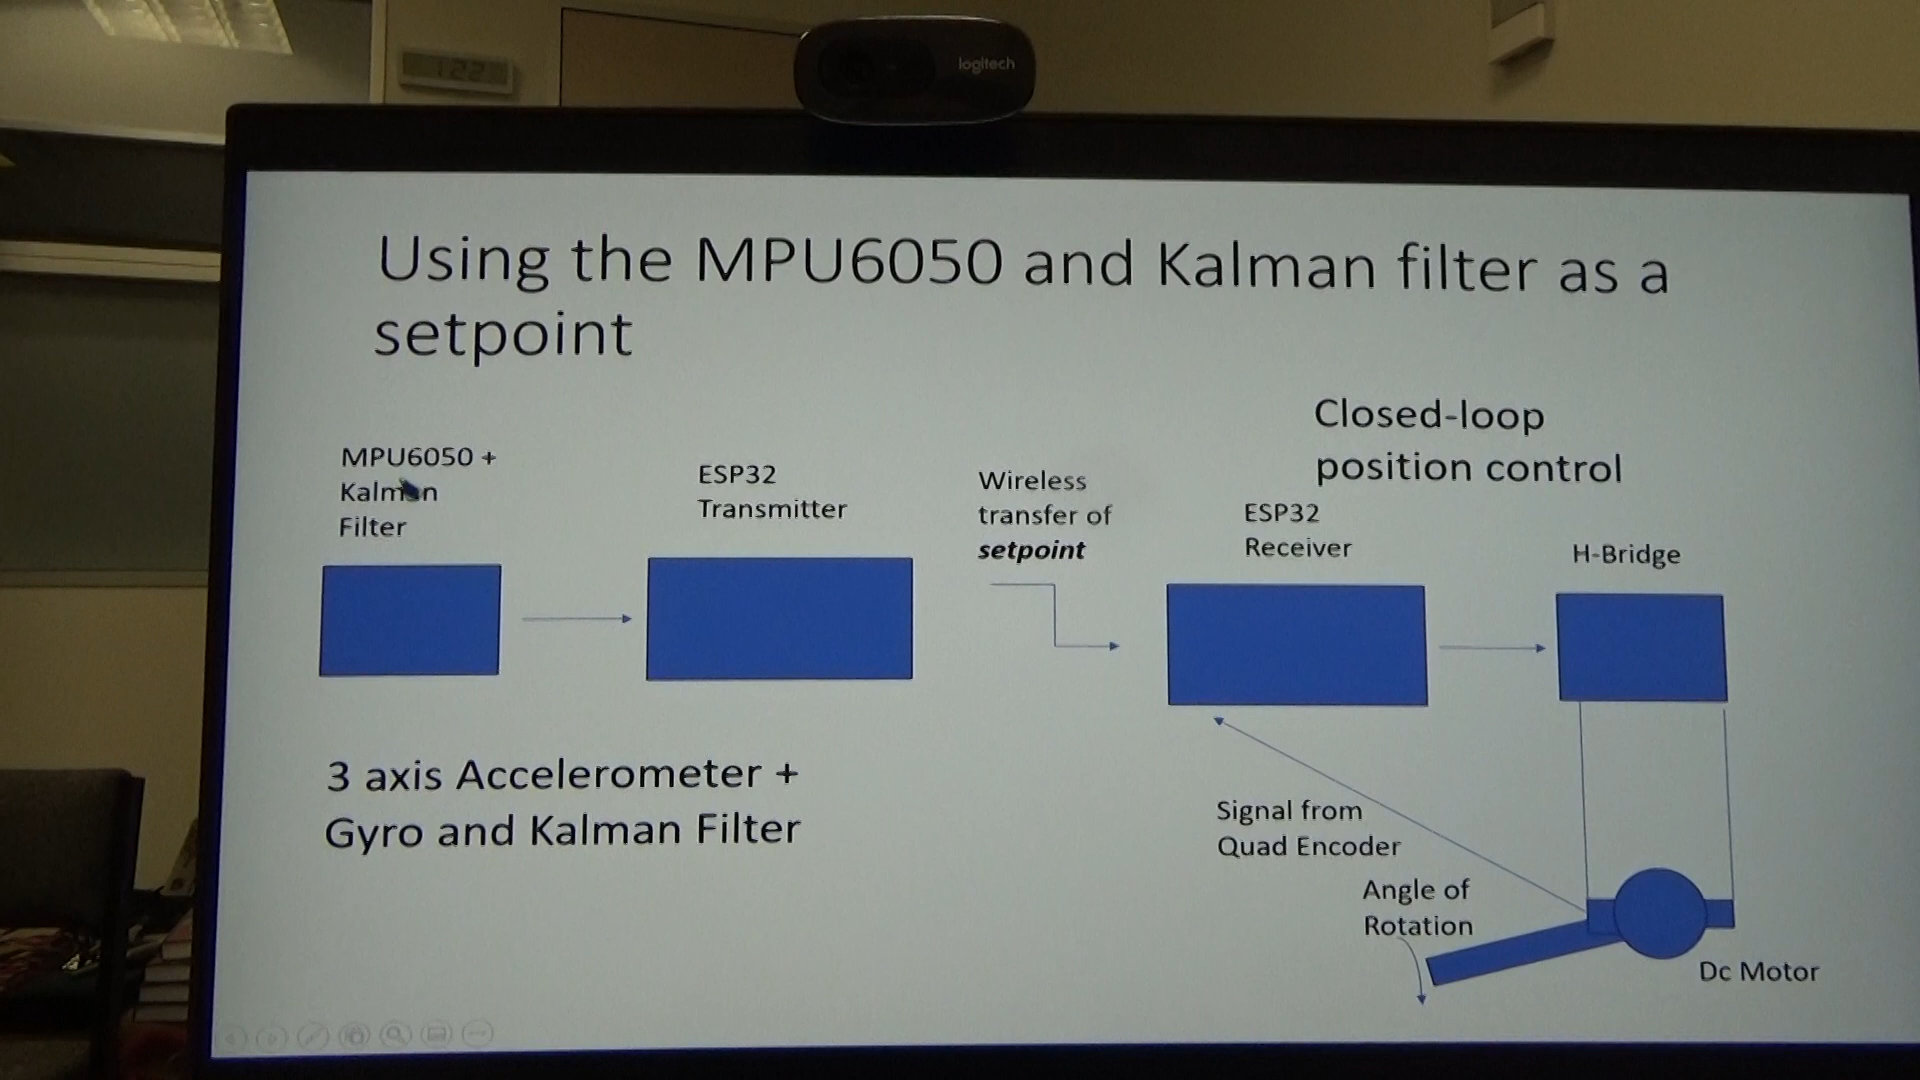 logitech
Using the MPU6050 and Kalman filter as a
setpoint
MPU6050 +
Kalman
Filter
ESP32
Transmitter
Wireless
transfer of
setpoint
Closed-loop
position control
ESP32
Receiver
H-Bridge
3 axis Accelerometer +
Gyro and Kalman Filter
Signal from
Quad Encoder
Angle of
Rotation
Dc Motor